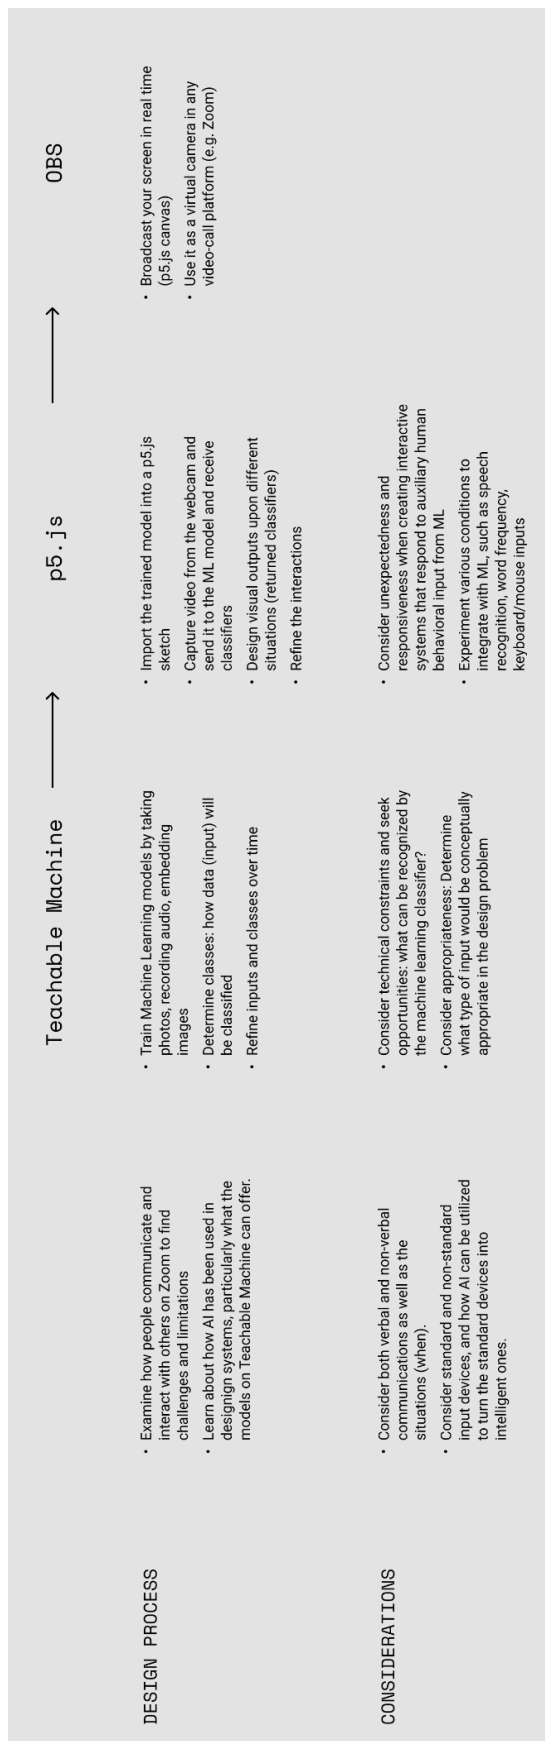 Teachable Machine → p5.js → OBS
DESIGN PROCESS
• Examine how people communicate and
interact with others on Zoom to find
challenges and limitations
• Learn about how AI has been used in
designign systems, particularly what the
models on Teachable Machine can offer.
• Train Machine Learning models by taking
photos, recording audio, embedding
images
• Determine classes: how data (input) will
be classified
• Refine inputs and classes over time
• Import the trained model into a p5.js
sketch
• Capture video from the webcam and
send it to the ML model and receive
classifiers
• Design visual outputs upon different
situations (returned classifiers)
• Refine the interactions
• Broadcast your screen in real time
(p5.js canvas)
• Use it as a virtual camera in any
video-call platform (e.g. Zoom)
CONSIDERATIONS
• Consider both verbal and non-verbal
communications as well as the
situations (when).
• Consider standard and non-standard
input devices, and how AI can be utilized
to turn the standard devices into
intelligent ones.
• Consider technical constraints and seek
opportunities: what can be recognized by
the machine learning classifier?
• Consider appropriateness: Determine
what type of input would be conceptually
appropriate in the design problem
• Consider unexpectedness and
responsiveness when creating interactive
systems that respond to auxiliary human
behavioral input from ML
• Experiment various conditions to
integrate with ML, such as speech
recognition, word frequency,
keyboard/mouse inputs